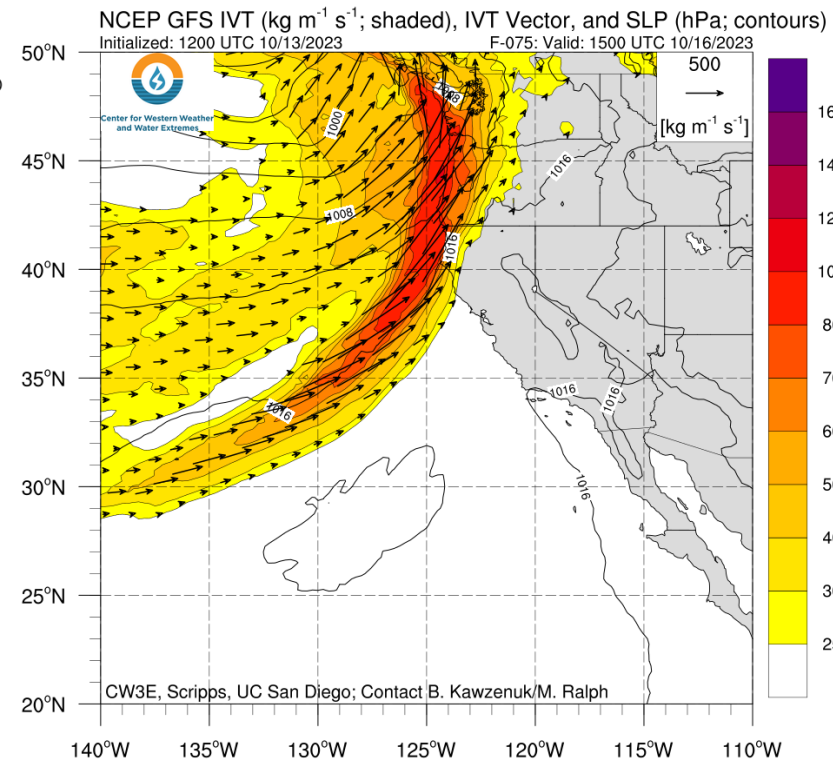 NCEP GFS IVT (kg m⁻¹ s⁻¹; shaded), IVT Vector, and SLP (hPa; contours)
Initialized: 1200 UTC 10/13/2023
F-075: Valid: 1500 UTC 10/16/2023
Center for Western Weather
and Water Extremes
500
[kg m⁻¹ s⁻¹]
50°N
45°N
40°N
35°N
30°N
25°N
20°N
1000
1008
1008
1016
1016
1016
1016
1016
1016
CW3E, Scripps, UC San Diego; Contact B. Kawzenuk/M. Ralph
140°W
135°W
130°W
125°W
120°W
115°W
110°W